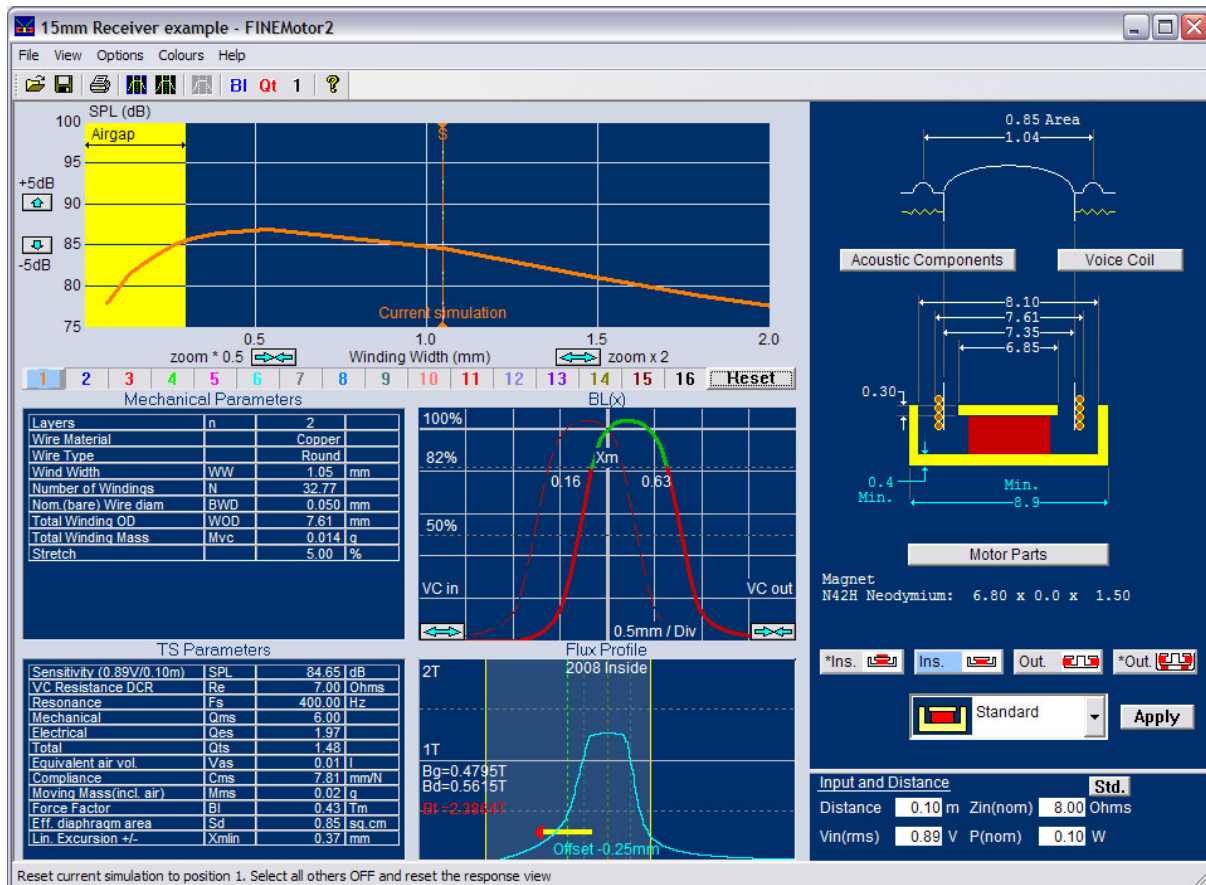 15mm Receiver example - FINEMotor2
File View Options Colours Help
Bl Qt 1 ?
SPL (dB)
100
Airgap
S
95
+5dB
90
85
-5dB
80
Current simulation
75
0.5 1.0 1.5 2.0
zoom * 0.5 Winding Width (mm) zoom x 2
1 2 3 4 5 6 7 8 9 10 11 12 13 14 15 16 Reset
Mechanical Parameters
Layers n 2
Wire Material Copper
Wire Type Round
Wind Width WW 1.05 mm
Number of Windings N 32.77
Nom.(bare) Wire diam BWD 0.050 mm
Total Winding OD WOD 7.61 mm
Total Winding Mass Mvc 0.014 g
Stretch 5.00 %
BL(x)
100%
Xm
82%
0.16 0.63
50%
VC in VC out
0.5mm / Div
TS Parameters
Sensitivity (0.89V/0.10m) SPL 84.65 dB
VC Resistance DCR Re 7.00 Ohms
Resonance Fs 400.00 Hz
Mechanical Qms 6.00
Electrical Qes 1.97
Total Qts 1.48
Equivalent air vol. Vas 0.01 l
Compliance Cms 7.81 mm/N
Moving Mass(incl. air) Mms 0.02 g
Force Factor Bl 0.43 Tm
Eff. diaphragm area Sd 0.85 sq.cm
Lin. Excursion +/- Xmlin 0.37 mm
Flux Profile
2008 Inside
2T
1T
Bg=0.4795T
Bd=0.5615T
Bt=2.3864T
Offset -0.25mm
0.85 Area
1.04
Acoustic Components Voice Coil
8.10
7.61
7.35
6.85
0.30
0.4
Min.
Min.
8.9
Motor Parts
Magnet
N42H Neodymium: 6.80 x 0.0 x 1.50
*Ins. Ins. Out. *Out.
Standard Apply
Input and Distance Std.
Distance 0.10 m Zin(nom) 8.00 Ohms
Vin(rms) 0.89 V P(nom) 0.10 W
Reset current simulation to position 1. Select all others OFF and reset the response view